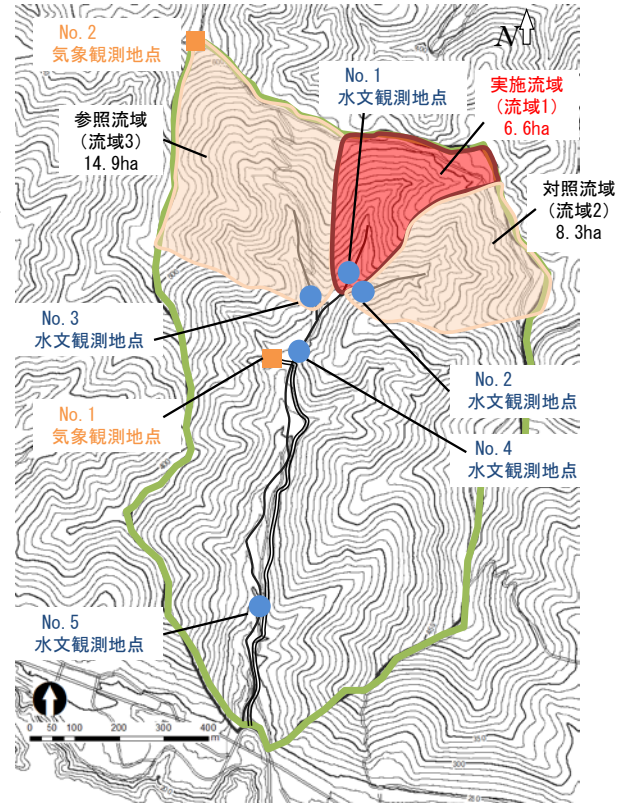 No.2
気象観測地点
N
No.1
水文観測地点
実施流域
(流域1)
6.6ha
参照流域
(流域3)
14.9ha
対照流域
(流域2)
8.3ha
No.3
水文観測地点
No.2
水文観測地点
No.1
気象観測地点
No.4
水文観測地点
No.5
水文観測地点
0 50 100 200 300 400
m